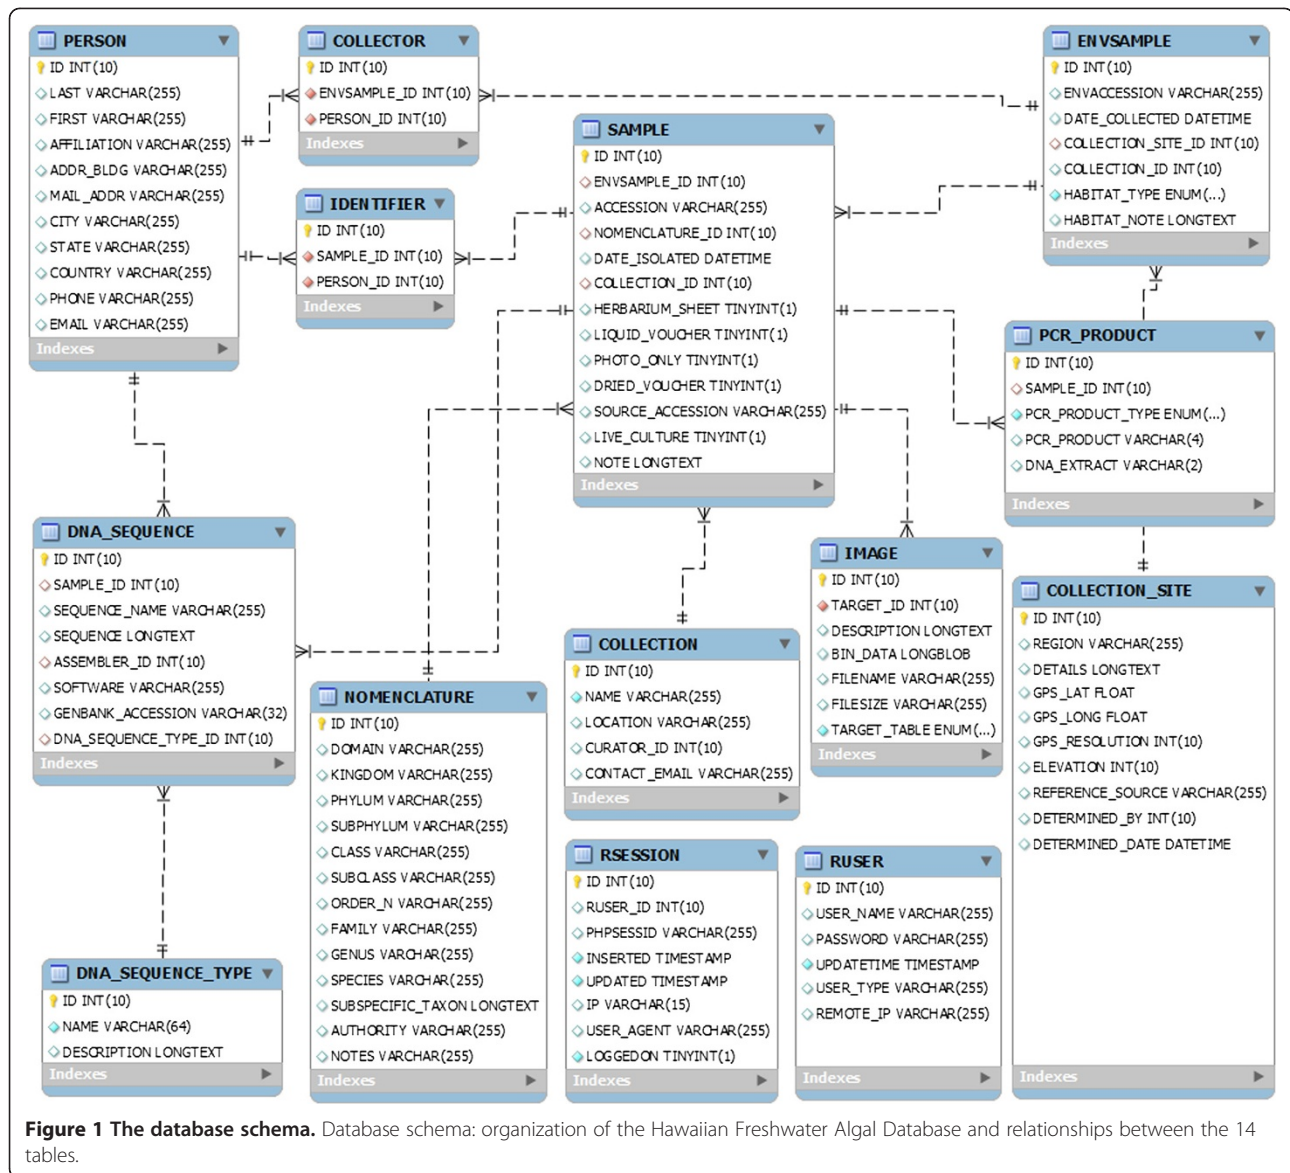 PERSON
ID INT(10)
LAST VARCHAR(255)
FIRST VARCHAR(255)
AFFILIATION VARCHAR(255)
ADDR_BLDG VARCHAR(255)
MAIL_ADDR VARCHAR(255)
CITY VARCHAR(255)
STATE VARCHAR(255)
COUNTRY VARCHAR(255)
PHONE VARCHAR(255)
EMAIL VARCHAR(255)
Indexes
COLLECTOR
ID INT(10)
ENVSAMPLE_ID INT(10)
PERSON_ID INT(10)
Indexes
IDENTIFIER
ID INT(10)
SAMPLE_ID INT(10)
PERSON_ID INT(10)
Indexes
SAMPLE
ID INT(10)
ENVSAMPLE_ID INT(10)
ACCESSION VARCHAR(255)
NOMENCLATURE_ID INT(10)
DATE_ISOLATED DATETIME
COLLECTION_ID INT(10)
HERBARIUM_SHEET TINYINT(1)
LIQUID_VOUCHER TINYINT(1)
PHOTO_ONLY TINYINT(1)
DRIED_VOUCHER TINYINT(1)
SOURCE_ACCESSION VARCHAR(255)
LIVE_CULTURE TINYINT(1)
NOTE LONGTEXT
Indexes
ENVSAMPLE
ID INT(10)
ENVACCESSION VARCHAR(255)
DATE_COLLECTED DATETIME
COLLECTION_SITE_ID INT(10)
COLLECTION_ID INT(10)
HABITAT_TYPE ENUM(...)
HABITAT_NOTE LONGTEXT
Indexes
PCR_PRODUCT
ID INT(10)
SAMPLE_ID INT(10)
PCR_PRODUCT_TYPE ENUM(...)
PCR_PRODUCT VARCHAR(4)
DNA_EXTRACT VARCHAR(2)
Indexes
DNA_SEQUENCE
ID INT(10)
SAMPLE_ID INT(10)
SEQUENCE_NAME VARCHAR(255)
SEQUENCE LONGTEXT
ASSEMBLER_ID INT(10)
SOFTWARE VARCHAR(255)
GENBANK_ACCESSION VARCHAR(32)
DNA_SEQUENCE_TYPE_ID INT(10)
Indexes
NOMENCLATURE
ID INT(10)
DOMAIN VARCHAR(255)
KINGDOM VARCHAR(255)
PHYLUM VARCHAR(255)
SUBPHYLUM VARCHAR(255)
CLASS VARCHAR(255)
SUBCLASS VARCHAR(255)
ORDER_N VARCHAR(255)
FAMILY VARCHAR(255)
GENUS VARCHAR(255)
SPECIES VARCHAR(255)
SUBSPECIFIC_TAXON LONGTEXT
AUTHORITY VARCHAR(255)
NOTES VARCHAR(255)
Indexes
COLLECTION
ID INT(10)
NAME VARCHAR(255)
LOCATION VARCHAR(255)
CURATOR_ID INT(10)
CONTACT_EMAIL VARCHAR(255)
Indexes
IMAGE
ID INT(10)
TARGET_ID INT(10)
DESCRIPTION LONGTEXT
BIN_DATA LONGBLOB
FILENAME VARCHAR(255)
FILESIZE VARCHAR(255)
TARGET_TABLE ENUM(...)
Indexes
COLLECTION_SITE
ID INT(10)
REGION VARCHAR(255)
DETAILS LONGTEXT
GPS_LAT FLOAT
GPS_LONG FLOAT
GPS_RESOLUTION INT(10)
ELEVATION INT(10)
REFERENCE_SOURCE VARCHAR(255)
DETERMINED_BY INT(10)
DETERMINED_DATE DATETIME
Indexes
DNA_SEQUENCE_TYPE
ID INT(10)
NAME VARCHAR(64)
DESCRIPTION LONGTEXT
Indexes
RSESSION
ID INT(10)
RUSER_ID INT(10)
PHPSESSID VARCHAR(255)
INSERTED TIMESTAMP
UPDATED TIMESTAMP
IP VARCHAR(15)
USER_AGENT VARCHAR(255)
LOGGEDON TINYINT(1)
Indexes
RUSER
ID INT(10)
USER_NAME VARCHAR(255)
PASSWORD VARCHAR(255)
UPDATETIME TIMESTAMP
USER_TYPE VARCHAR(255)
REMOTE_IP VARCHAR(255)
Indexes
Figure 1 The database schema. Database schema: organization of the Hawaiian Freshwater Algal Database and relationships between the 14
tables.